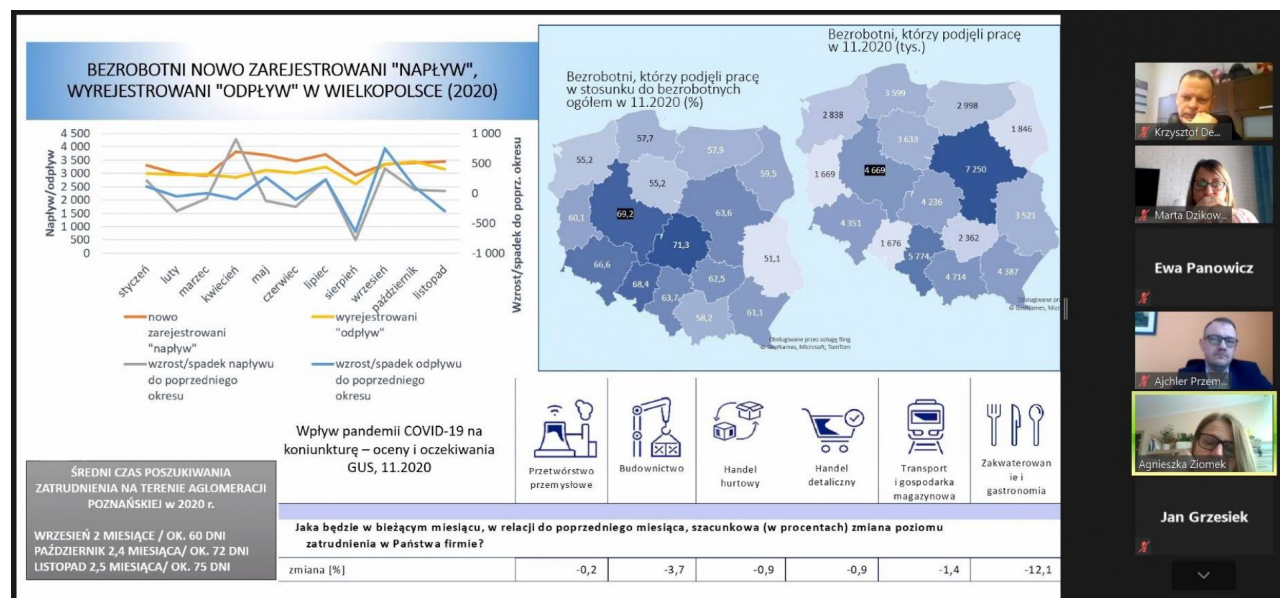 BEZROBOTNI NOWO ZAREJESTROWANI "NAPŁYW",
WYREJESTROWANI "ODPŁYW" W WIELKOPOLSCE (2020)
Napływ/odpływ
4 500
4 000
3 500
3 000
2 500
2 000
1 500
1 000
500
0
1 000
500
0
-500
-1 000
Wzrost/spadek do poprz. okresu
styczeń
luty
marzec
kwiecień
maj
czerwiec
lipiec
sierpień
wrzesień
październik
listopad
nowo
zarejestrowani
"napływ"
wyrejestrowani
"odpływ"
wzrost/spadek napływu
do poprzedniego
okresu
wzrost/spadek odpływu
do poprzedniego
okresu
Bezrobotni, którzy podjęli pracę
w stosunku do bezrobotnych
ogółem w 11.2020 (%)
55,2
57,7
57,9
59,5
55,2
60,1
69,2
63,6
71,3
51,1
66,6
68,4
63,7
62,5
58,2
61,1
Obsługiwane przez usługę Bing
© GeoNames, Microsoft, TomTom
Bezrobotni, którzy podjęli pracę
w 11.2020 (tys.)
2 838
3 599
2 998
1 846
3 633
1 669
4 669
7 250
4 236
3 521
4 351
1 676
5 774
2 362
4 714
4 387
Obsługiwane prz
© GeoNames, Micr
Wpływ pandemii COVID-19 na
koniunkturę – oceny i oczekiwania
GUS, 11.2020
Przetwórstwo
przemysłowe
Budownictwo
Handel
hurtowy
Handel
detaliczny
Transport
i gospodarka
magazynowa
Zakwaterowan
ie i
gastronomia
ŚREDNI CZAS POSZUKIWANIA
ZATRUDNIENIA NA TERENIE AGLOMERACJI
POZNAŃSKIEJ w 2020 r.
WRZESIEŃ 2 MIESIĄCE / OK. 60 DNI
PAŹDZIERNIK 2,4 MIESIĄCA/ OK. 72 DNI
LISTOPAD 2,5 MIESIĄCA/ OK. 75 DNI
Jaka będzie w bieżącym miesiącu, w relacji do poprzedniego miesiąca, szacunkowa (w procentach) zmiana poziomu
zatrudnienia w Państwa firmie?
zmiana [%] -0,2 -3,7 -0,9 -0,9 -1,4 -12,1
Krzysztof De...
Marta Dzikow...
Ewa Panowicz
Ajchler Przem...
Agnieszka Ziomek
Jan Grzesiek